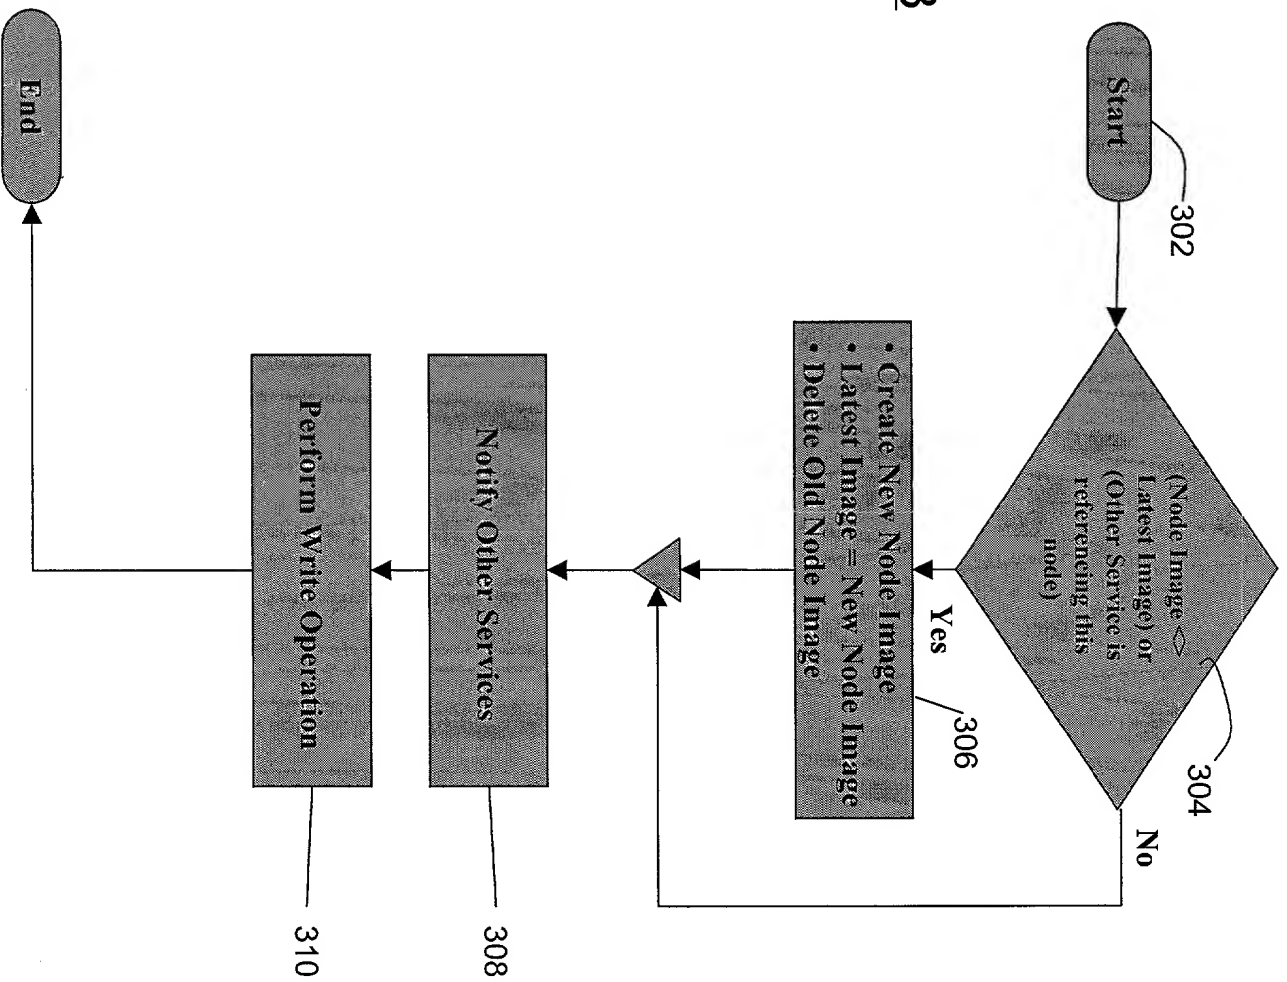 3
Start
302
(Node Image <>
Latest Image) or
(Other Service is
referencing this
node)
304
No
Yes
306
• Create New Node Image
• Latest Image = New Node Image
• Delete Old Node Image
Notify Other Services
308
Perform Write Operation
310
End